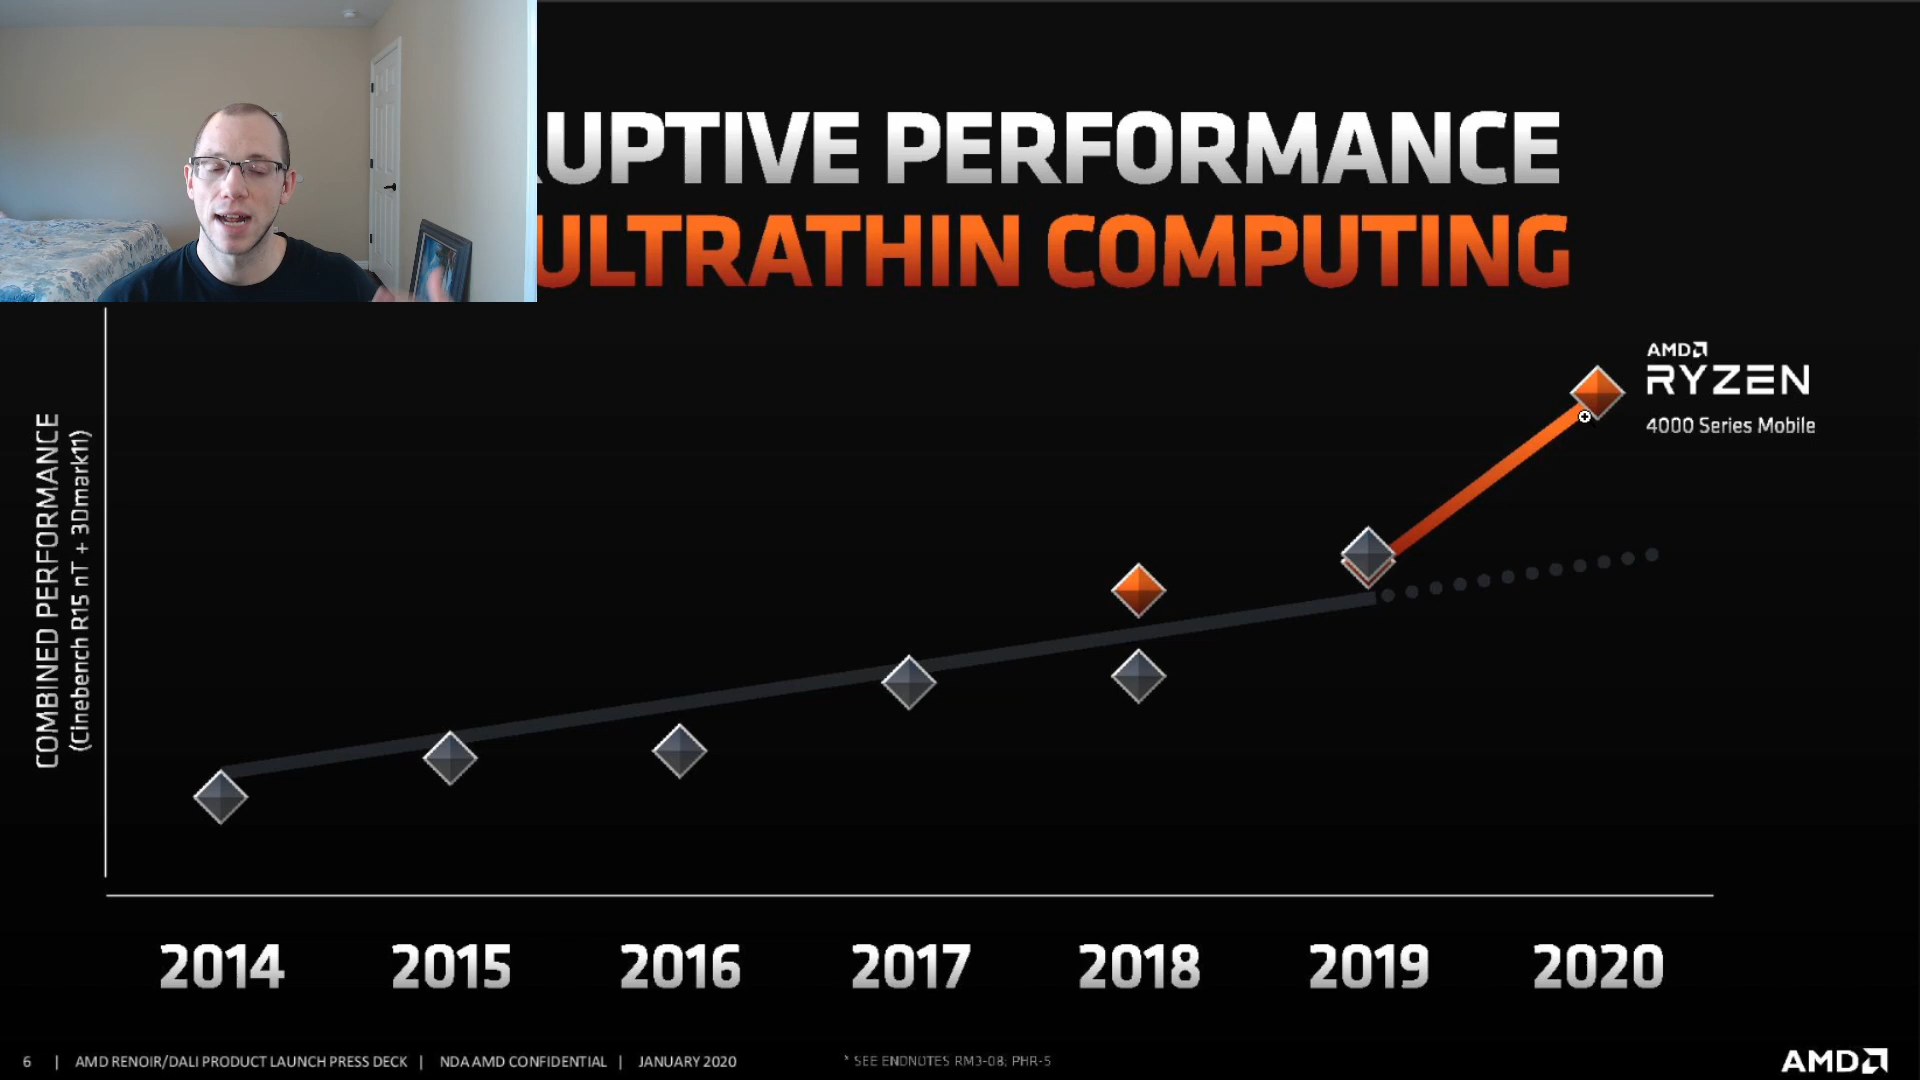 UPTIVE PERFORMANCE
ULTRATHIN COMPUTING
AMD
RYZEN
4000 Series Mobile
COMBINED PERFORMANCE
(Cinebench R15 nT + 3Dmark11)
2014 2015 2016 2017 2018 2019 2020
6 | AMD RENOIR/DALI PRODUCT LAUNCH PRESS DECK | NDA AMD CONFIDENTIAL | JANUARY 2020
* SEE ENDNOTES RM3-08; PHR-5
AMD